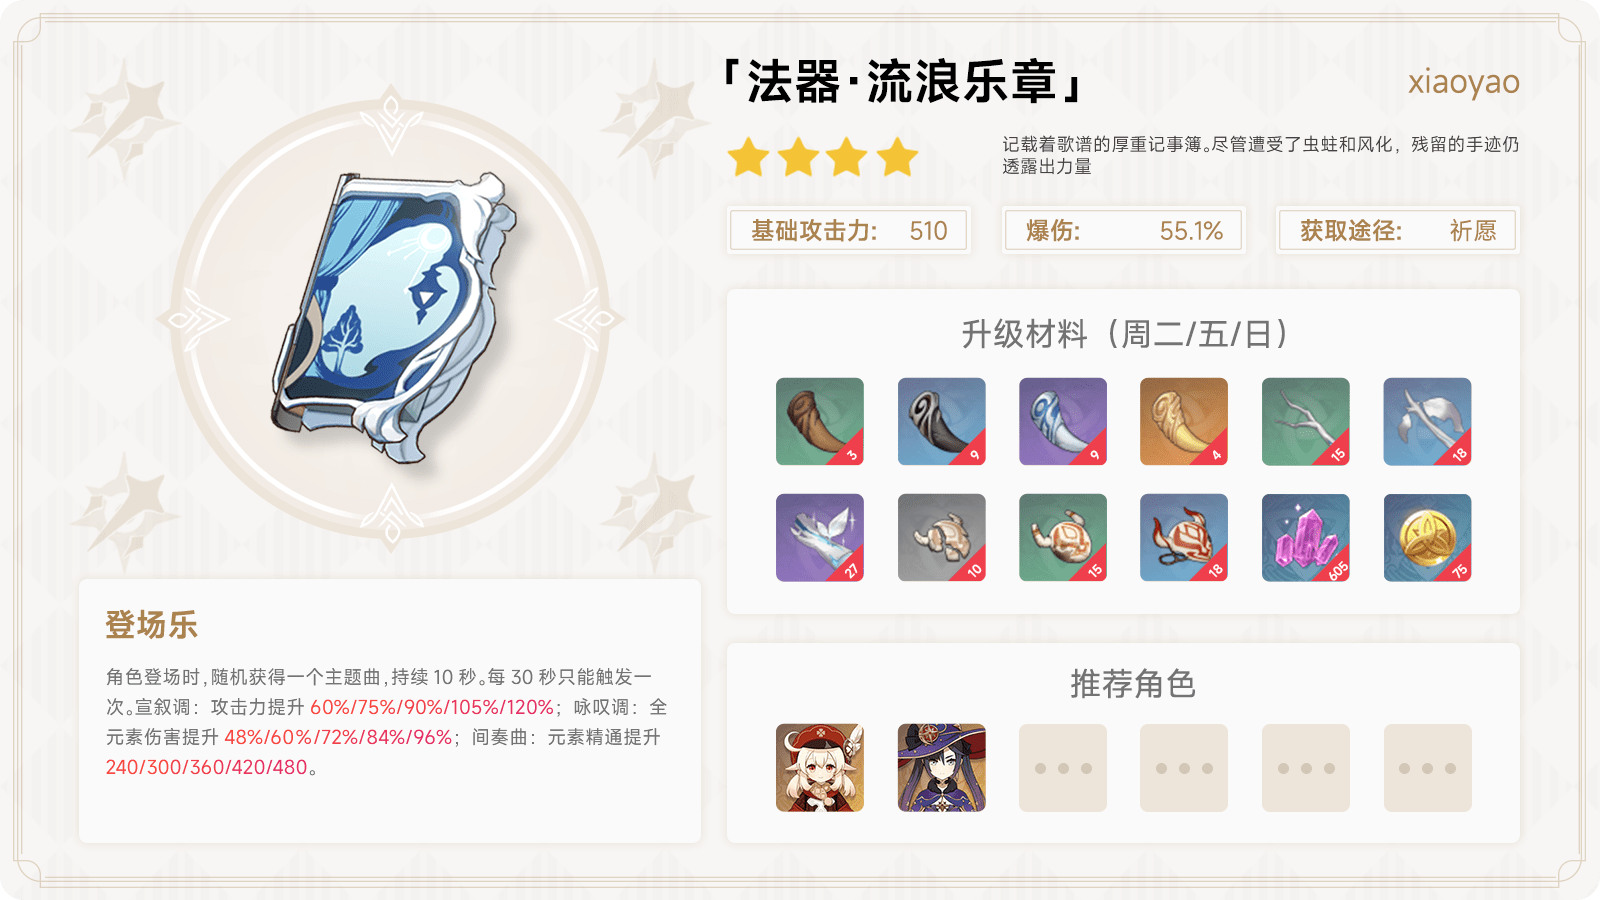 「法器·流浪乐章」
xiaoyao
记载着歌谱的厚重记事簿。尽管遭受了虫蛀和风化，残留的手迹仍
透露出力量
基础攻击力: 510
爆伤: 55.1%
获取途径: 祈愿
升级材料（周二/五/日）
3 9 9 4 15 18
27 10 15 18 605 75
登场乐
角色登场时,随机获得一个主题曲,持续 10 秒。每 30 秒只能触发一
次。宣叙调：攻击力提升 60%/75%/90%/105%/120%；咏叹调：全
元素伤害提升 48%/60%/72%/84%/96%；间奏曲：元素精通提升
240/300/360/420/480。
推荐角色